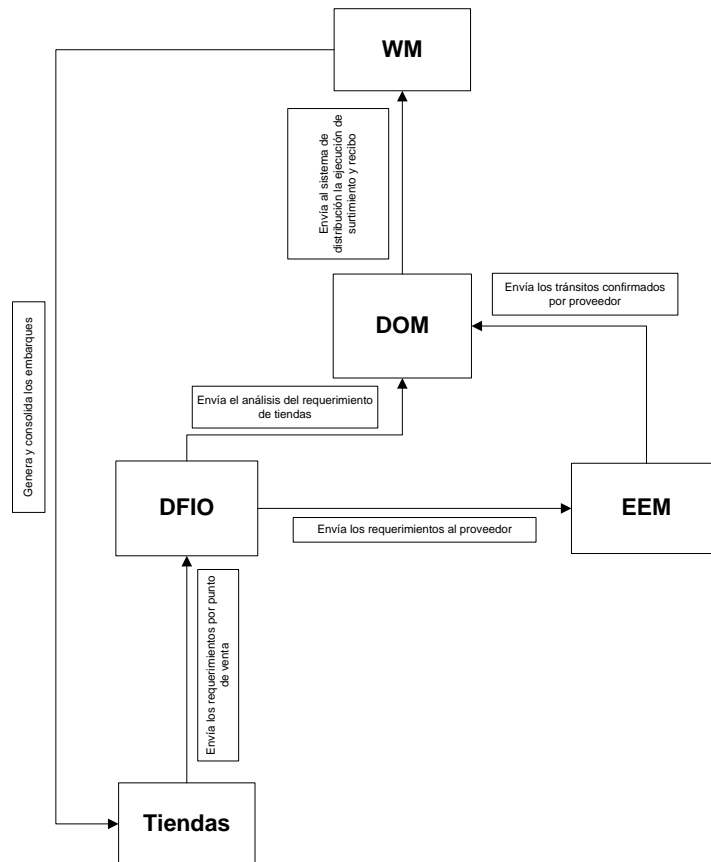 WM
Envía al sistema de
distribución la ejecución de
surtimiento y recibo
DOM
Envía los tránsitos confirmados
por proveedor
Genera y consolida los embarques
Envía el análisis del requerimiento
de tiendas
DFIO
EEM
Envía los requerimientos al proveedor
Envía los requerimientos por punto
de venta
Tiendas